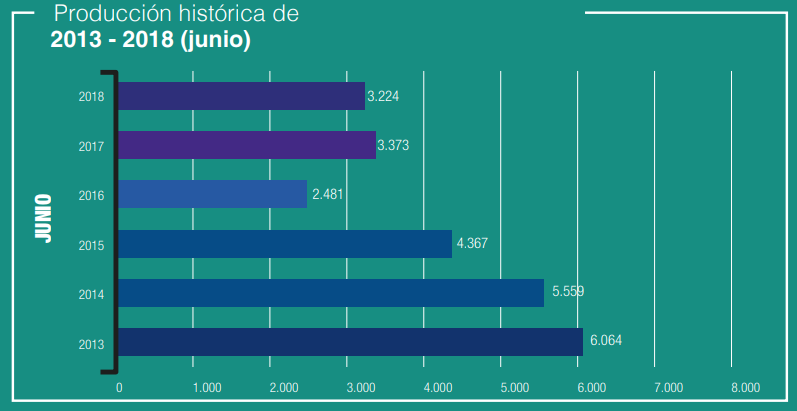 Producción histórica de
2013 - 2018 (junio)
JUNIO
2018 3.224
2017 3.373
2016 2.481
2015 4.367
2014 5.559
2013 6.064
0 1.000 2.000 3.000 4.000 5.000 6.000 7.000 8.000